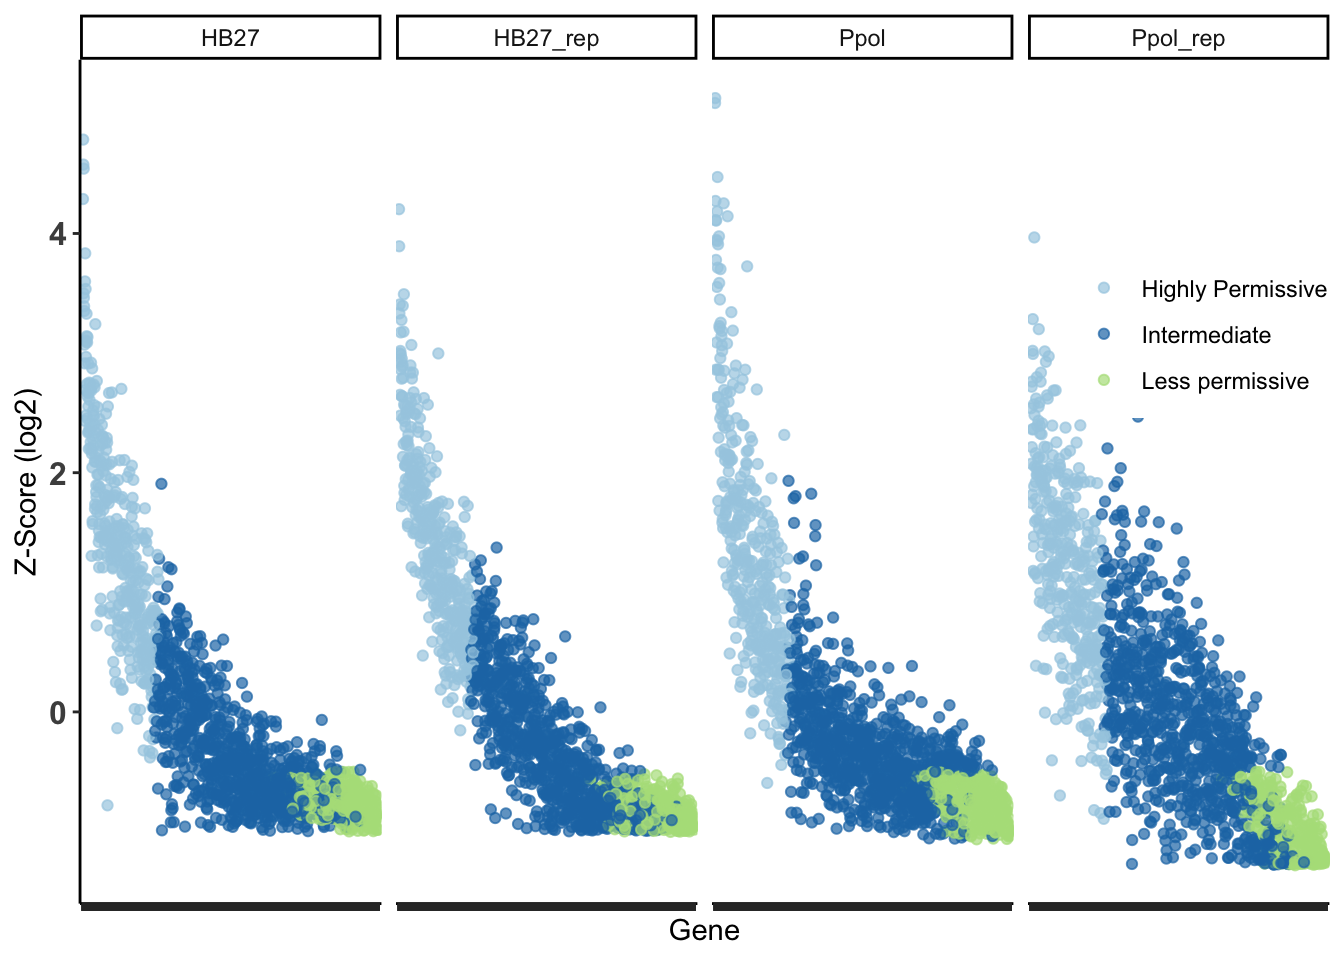 HB27
HB27_rep
Ppol
Ppol_rep
4
2
0
Z-Score (log2)
Highly Permissive
Intermediate
Less permissive
Gene